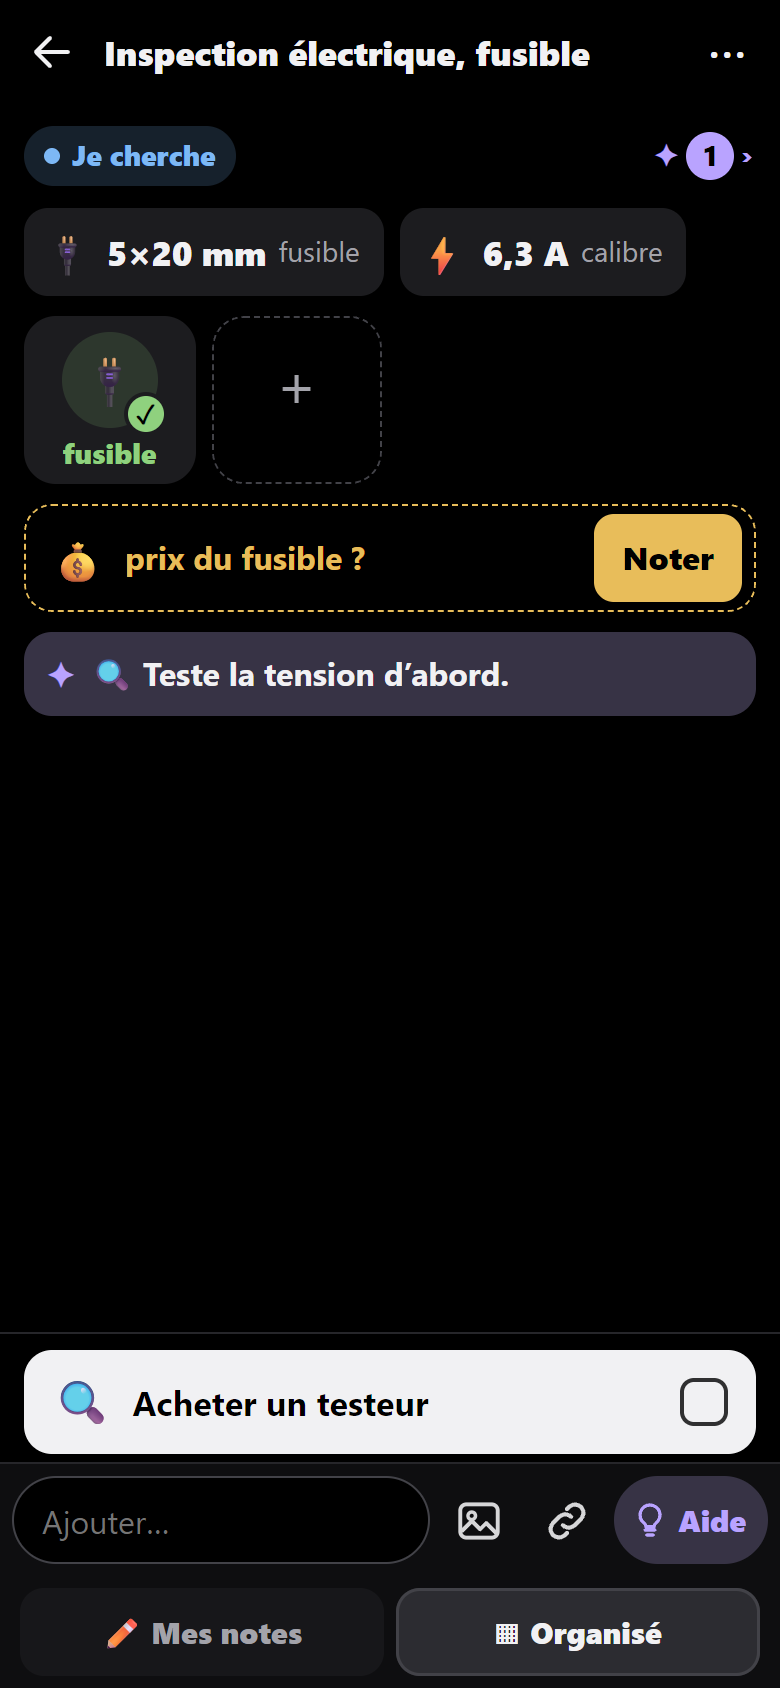 Inspection électrique, fusible
Je cherche
1
5×20 mm fusible
6,3 A calibre
fusible
prix du fusible ?
Noter
Teste la tension d’abord.
Acheter un testeur
Ajouter...
Aide
Mes notes
Organisé